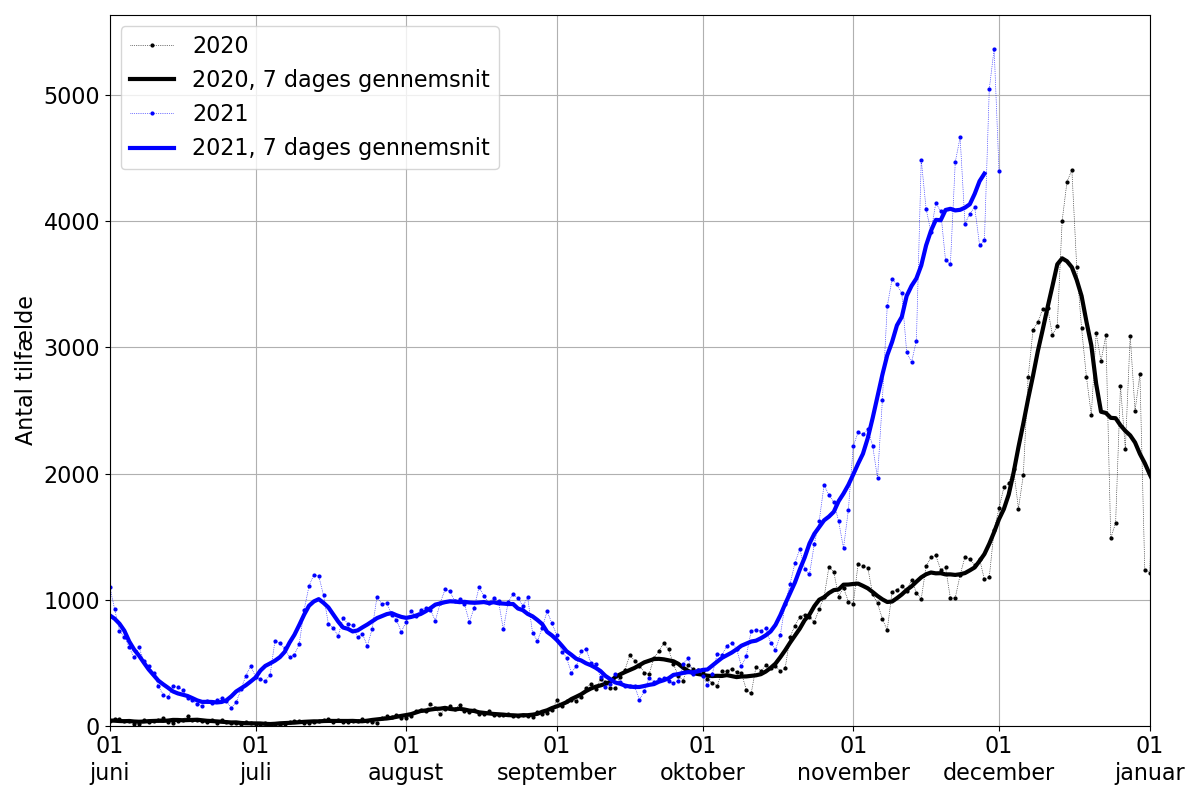 2020
2020, 7 dages gennemsnit
2021
2021, 7 dages gennemsnit
Antal tilfælde
5000
4000
3000
2000
1000
0
01 01 01 01 01 01 01 01
juni juli august september oktober november december januar